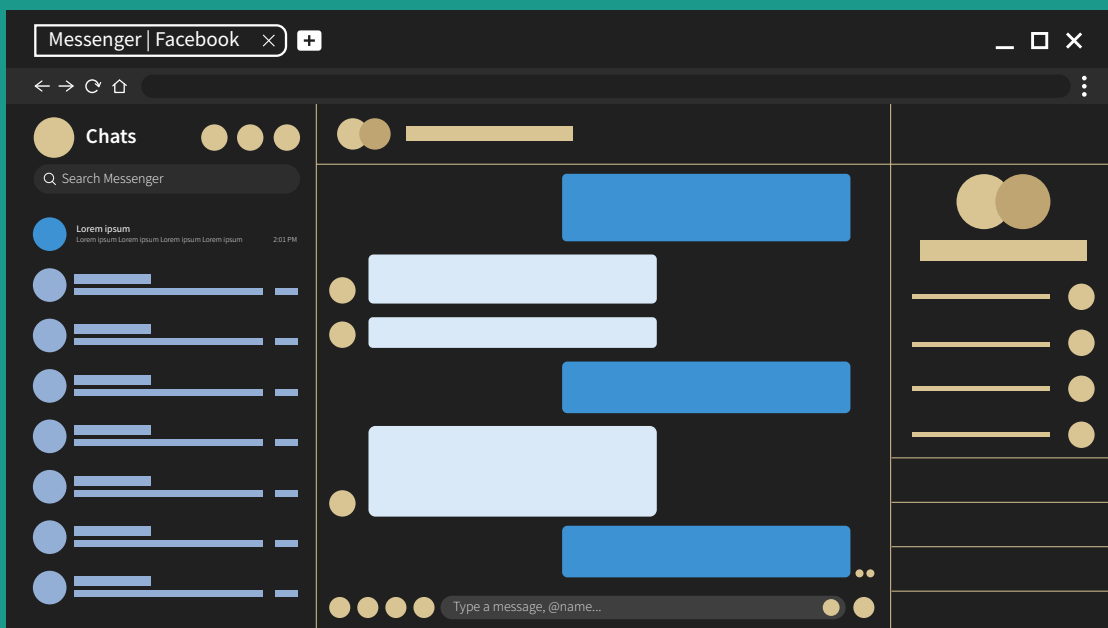 Messenger | Facebook
Chats
Search Messenger
Lorem ipsum
Lorem ipsum Lorem ipsum Lorem ipsum Lorem ipsum 2:01 PM
Type a message, @name...